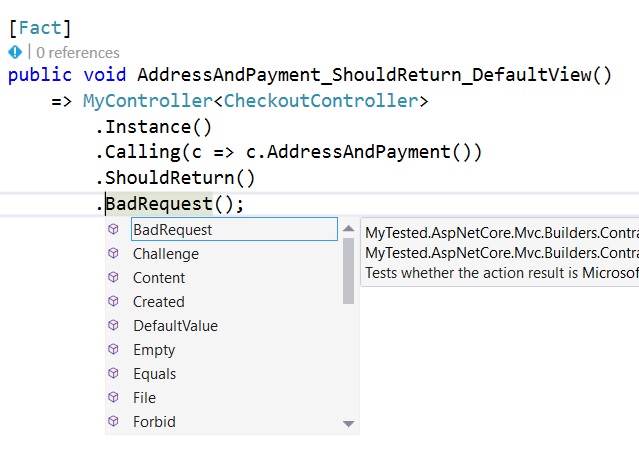 [Fact]
| 0 references
public void AddressAndPayment_ShouldReturn_DefaultView()
=> MyController<CheckoutController>
.Instance()
.Calling(c => c.AddressAndPayment())
.ShouldReturn()
.BadRequest();
BadRequest
Challenge
Content
Created
DefaultValue
Empty
Equals
File
Forbid
MyTested.AspNetCore.Mvc.Builders.Contra
MyTested.AspNetCore.Mvc.Builders.Contra
Tests whether the action result is Microsof